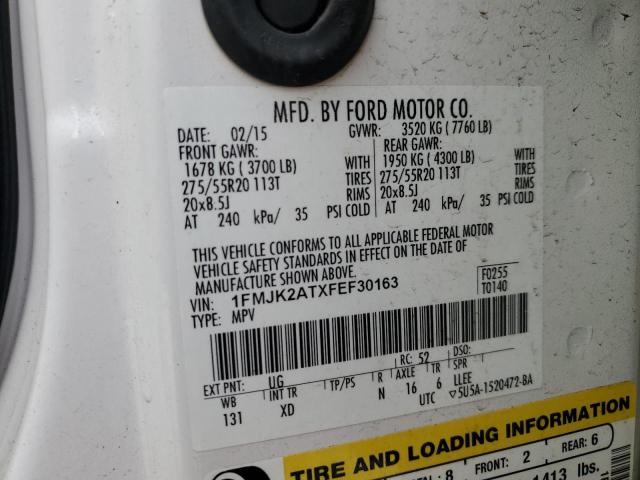 MFD. BY FORD MOTOR CO.
DATE: 02/15 GVWR: 3520 KG ( 7760 LB)
FRONT GAWR: REAR GAWR:
1678 KG ( 3700 LB) WITH 1950 KG ( 4300 LB) WITH
275/55R20 113T TIRES 275/55R20 113T TIRES
20x8.5J RIMS 20x8.5J RIMS
AT 240 kPa/ 35 PSI COLD AT 240 kPa/ 35 PSI COLD
THIS VEHICLE CONFORMS TO ALL APPLICABLE FEDERAL MOTOR
VEHICLE SAFETY STANDARDS IN EFFECT ON THE DATE OF
MANUFACTURE SHOWN ABOVE.
VIN: 1FMJK2ATXFEF30163 F0255
TYPE: MPV T0140
EXT PNT: UG RC: 52 DSO:
WB INT TR TP/PS R AXLE TR SPR
131 XD N 16 6 LLEE
UTC ▽5U5A-1520472-BA
TIRE AND LOADING INFORMATION
: 8 FRONT: 2 REAR: 6
1413 lbs.